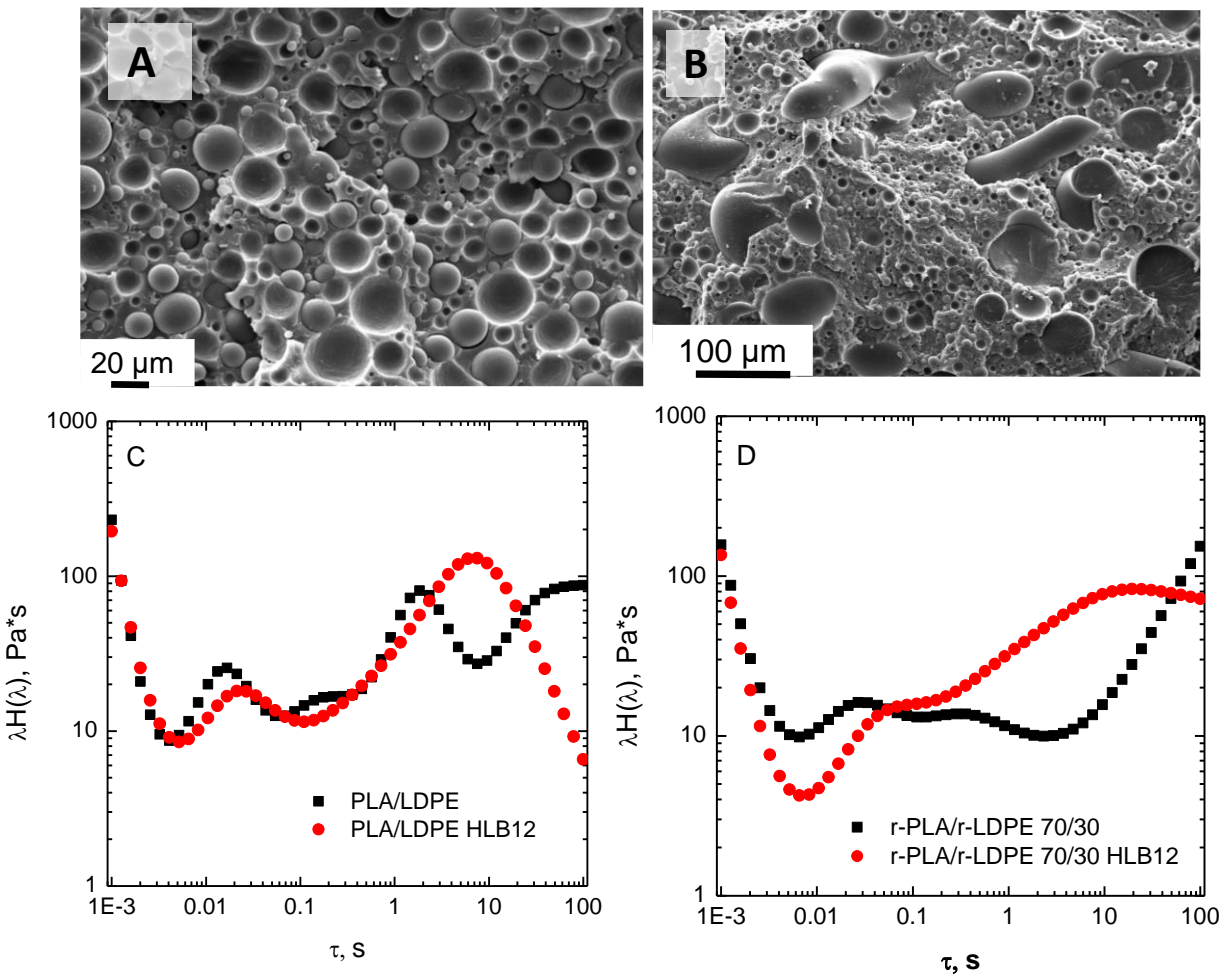 A
B
20 µm
100 µm
1000
100
10
1
1E-3
0.01
0.1
1
10
100
λH(λ), Pa*s
τ, s
C
PLA/LDPE
PLA/LDPE HLB12
1000
100
10
1
1E-3
0.01
0.1
1
10
100
λH(λ), Pa*s
τ, s
D
r-PLA/r-LDPE 70/30
r-PLA/r-LDPE 70/30 HLB12